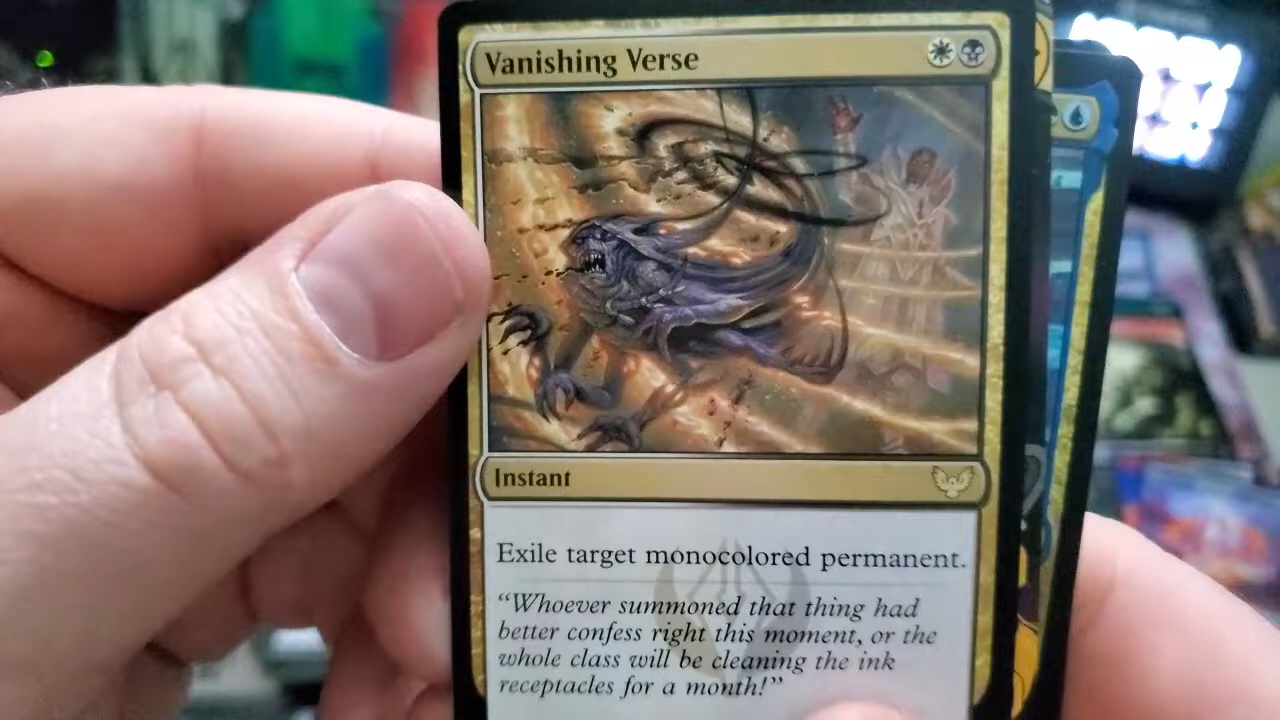 Vanishing Verse
Instant
Exile target monocolored permanent.
“Whoever summoned that thing had
better confess right this moment, or the
whole class will be cleaning the ink
receptacles for a month!”